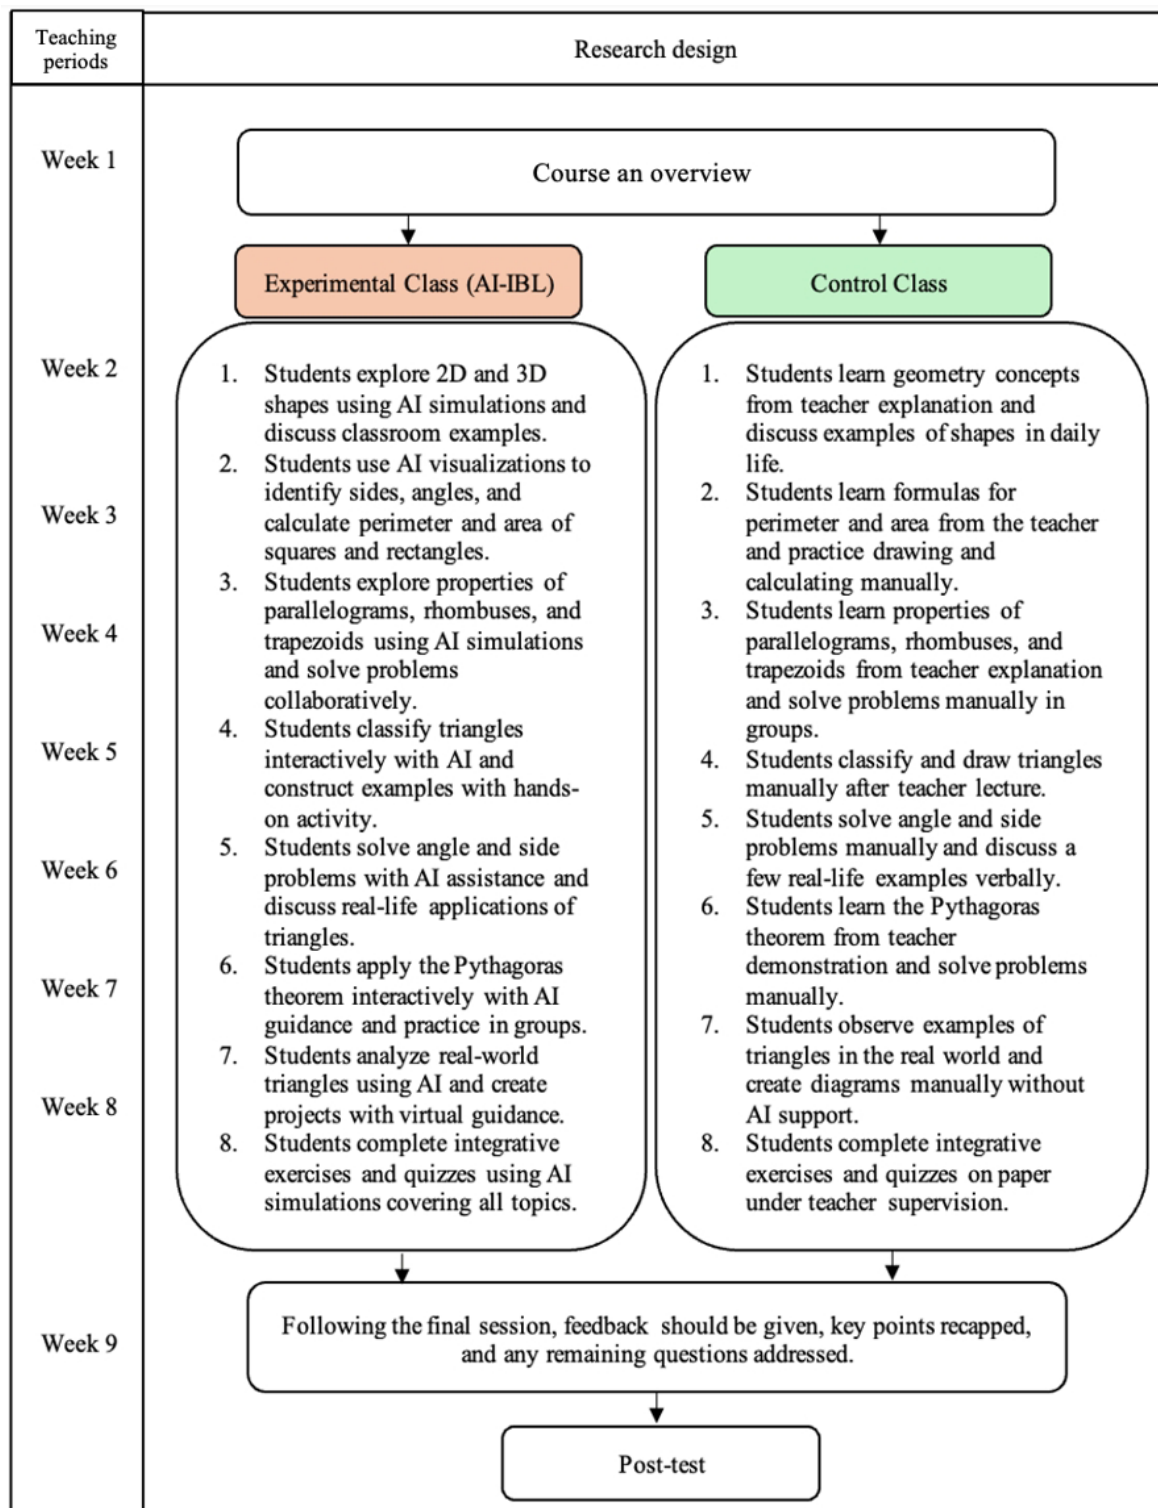 Teaching
periods
Research design
Week 1
Course an overview
Experimental Class (AI-IBL)
Control Class
Week 2
Week 3
Week 4
Week 5
Week 6
Week 7
Week 8
1. Students explore 2D and 3D
shapes using AI simulations and
discuss classroom examples.
2. Students use AI visualizations to
identify sides, angles, and
calculate perimeter and area of
squares and rectangles.
3. Students explore properties of
parallelograms, rhombuses, and
trapezoids using AI simulations
and solve problems
collaboratively.
4. Students classify triangles
interactively with AI and
construct examples with hands-
on activity.
5. Students solve angle and side
problems with AI assistance and
discuss real-life applications of
triangles.
6. Students apply the Pythagoras
theorem interactively with AI
guidance and practice in groups.
7. Students analyze real-world
triangles using AI and create
projects with virtual guidance.
8. Students complete integrative
exercises and quizzes using AI
simulations covering all topics.
1. Students learn geometry concepts
from teacher explanation and
discuss examples of shapes in daily
life.
2. Students learn formulas for
perimeter and area from the teacher
and practice drawing and
calculating manually.
3. Students learn properties of
parallelograms, rhombuses, and
trapezoids from teacher explanation
and solve problems manually in
groups.
4. Students classify and draw triangles
manually after teacher lecture.
5. Students solve angle and side
problems manually and discuss a
few real-life examples verbally.
6. Students learn the Pythagoras
theorem from teacher
demonstration and solve problems
manually.
7. Students observe examples of
triangles in the real world and
create diagrams manually without
AI support.
8. Students complete integrative
exercises and quizzes on paper
under teacher supervision.
Week 9
Following the final session, feedback should be given, key points recapped,
and any remaining questions addressed.
Post-test